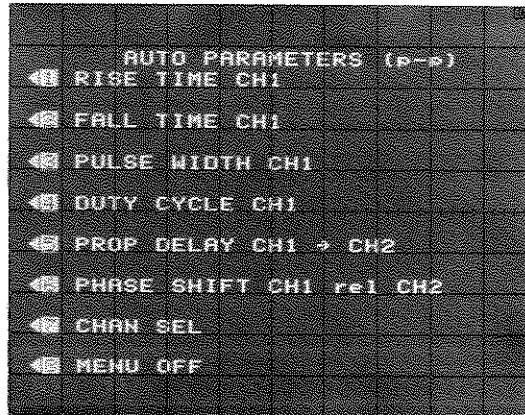 AUTO PARAMETERS (p-p)
RISE TIME CH1
FALL TIME CH1
PULSE WIDTH CH1
DUTY CYCLE CH1
PROP DELAY CH1 → CH2
PHASE SHIFT CH1 rel CH2
CHAN SEL
MENU OFF